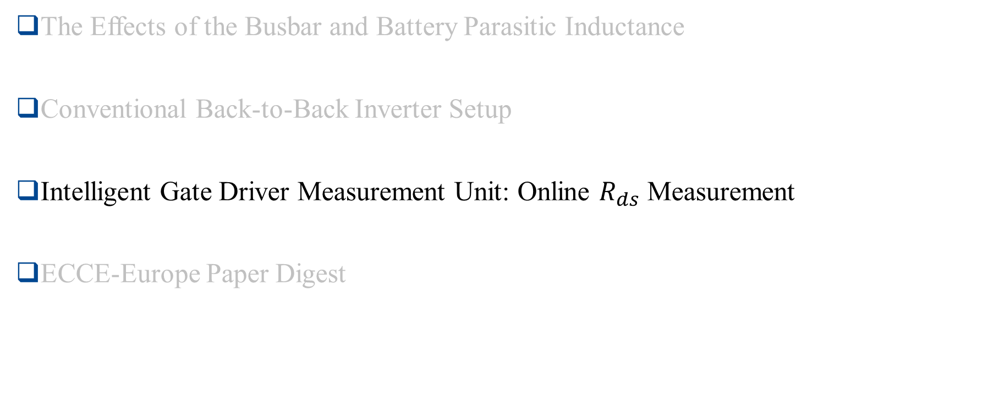 ❑The Effects of the Busbar and Battery Parasitic Inductance
❑Conventional Back-to-Back Inverter Setup
❑Intelligent Gate Driver Measurement Unit: Online $R_{ds}$ Measurement
❑ECCE-Europe Paper Digest